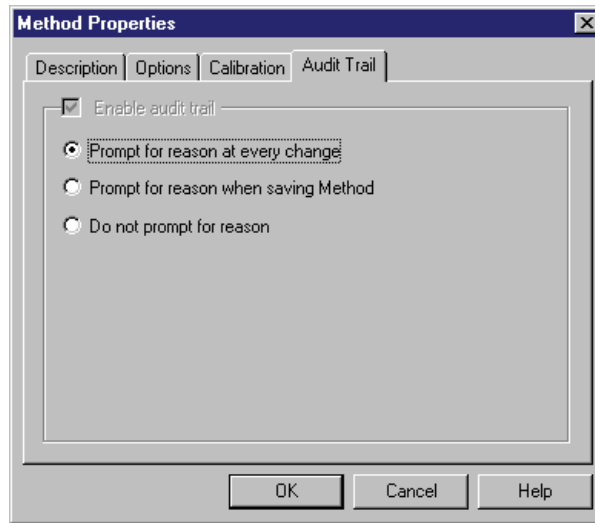 Method Properties
Description Options Calibration Audit Trail
Enable audit trail
Prompt for reason at every change
Prompt for reason when saving Method
Do not prompt for reason
OK Cancel Help